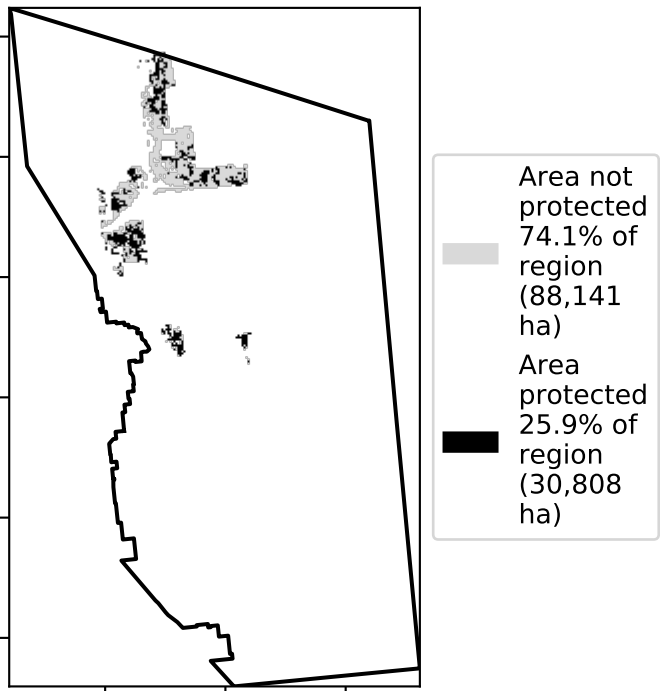 Area not
protected
74.1% of
region
(88,141
ha)
Area
protected
25.9% of
region
(30,808
ha)